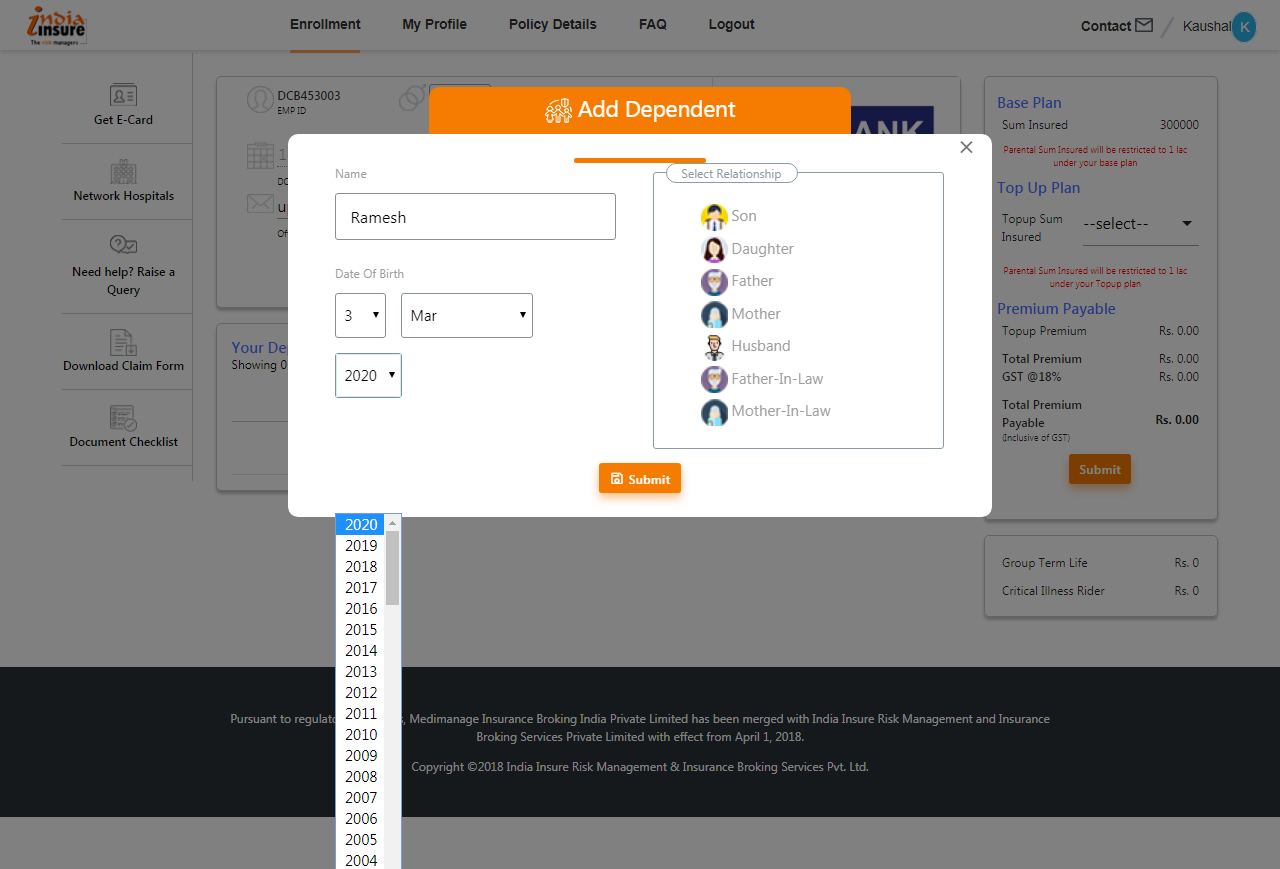 india
insure
The risk managers ...
Enrollment
My Profile
Policy Details
FAQ
Logout
Contact
Kaushal
K
Get E-Card
Network Hospitals
Need help? Raise a
Query
Download Claim Form
Document Checklist
DCB453003
EMP ID
1
u
Your De
Showing 0
ANK
Add Dependent
Name
Ramesh
Date Of Birth
3
Mar
2020
Select Relationship
Son
Daughter
Father
Mother
Husband
Father-In-Law
Mother-In-Law
Submit
2020
2019
2018
2017
2016
2015
2014
2013
2012
2011
2010
2009
2008
2007
2006
2005
2004
Base Plan
Sum Insured 300000
Parental Sum Insured will be restricted to 1 lac
under your base plan
Top Up Plan
Topup Sum
Insured
--select--
Parental Sum Insured will be restricted to 1 lac
under your Topup plan
Premium Payable
Topup Premium Rs. 0.00
Total Premium Rs. 0.00
GST @18% Rs. 0.00
Total Premium
Payable Rs. 0.00
(Inclusive of GST)
Submit
Group Term Life Rs. 0
Critical Illness Rider Rs. 0
Pursuant to regulato s, Medimanage Insurance Broking India Private Limited has been merged with India Insure Risk Management and Insurance
Broking Services Private Limited with effect from April 1, 2018.
Copyright ©2018 India Insure Risk Management & Insurance Broking Services Pvt. Ltd.